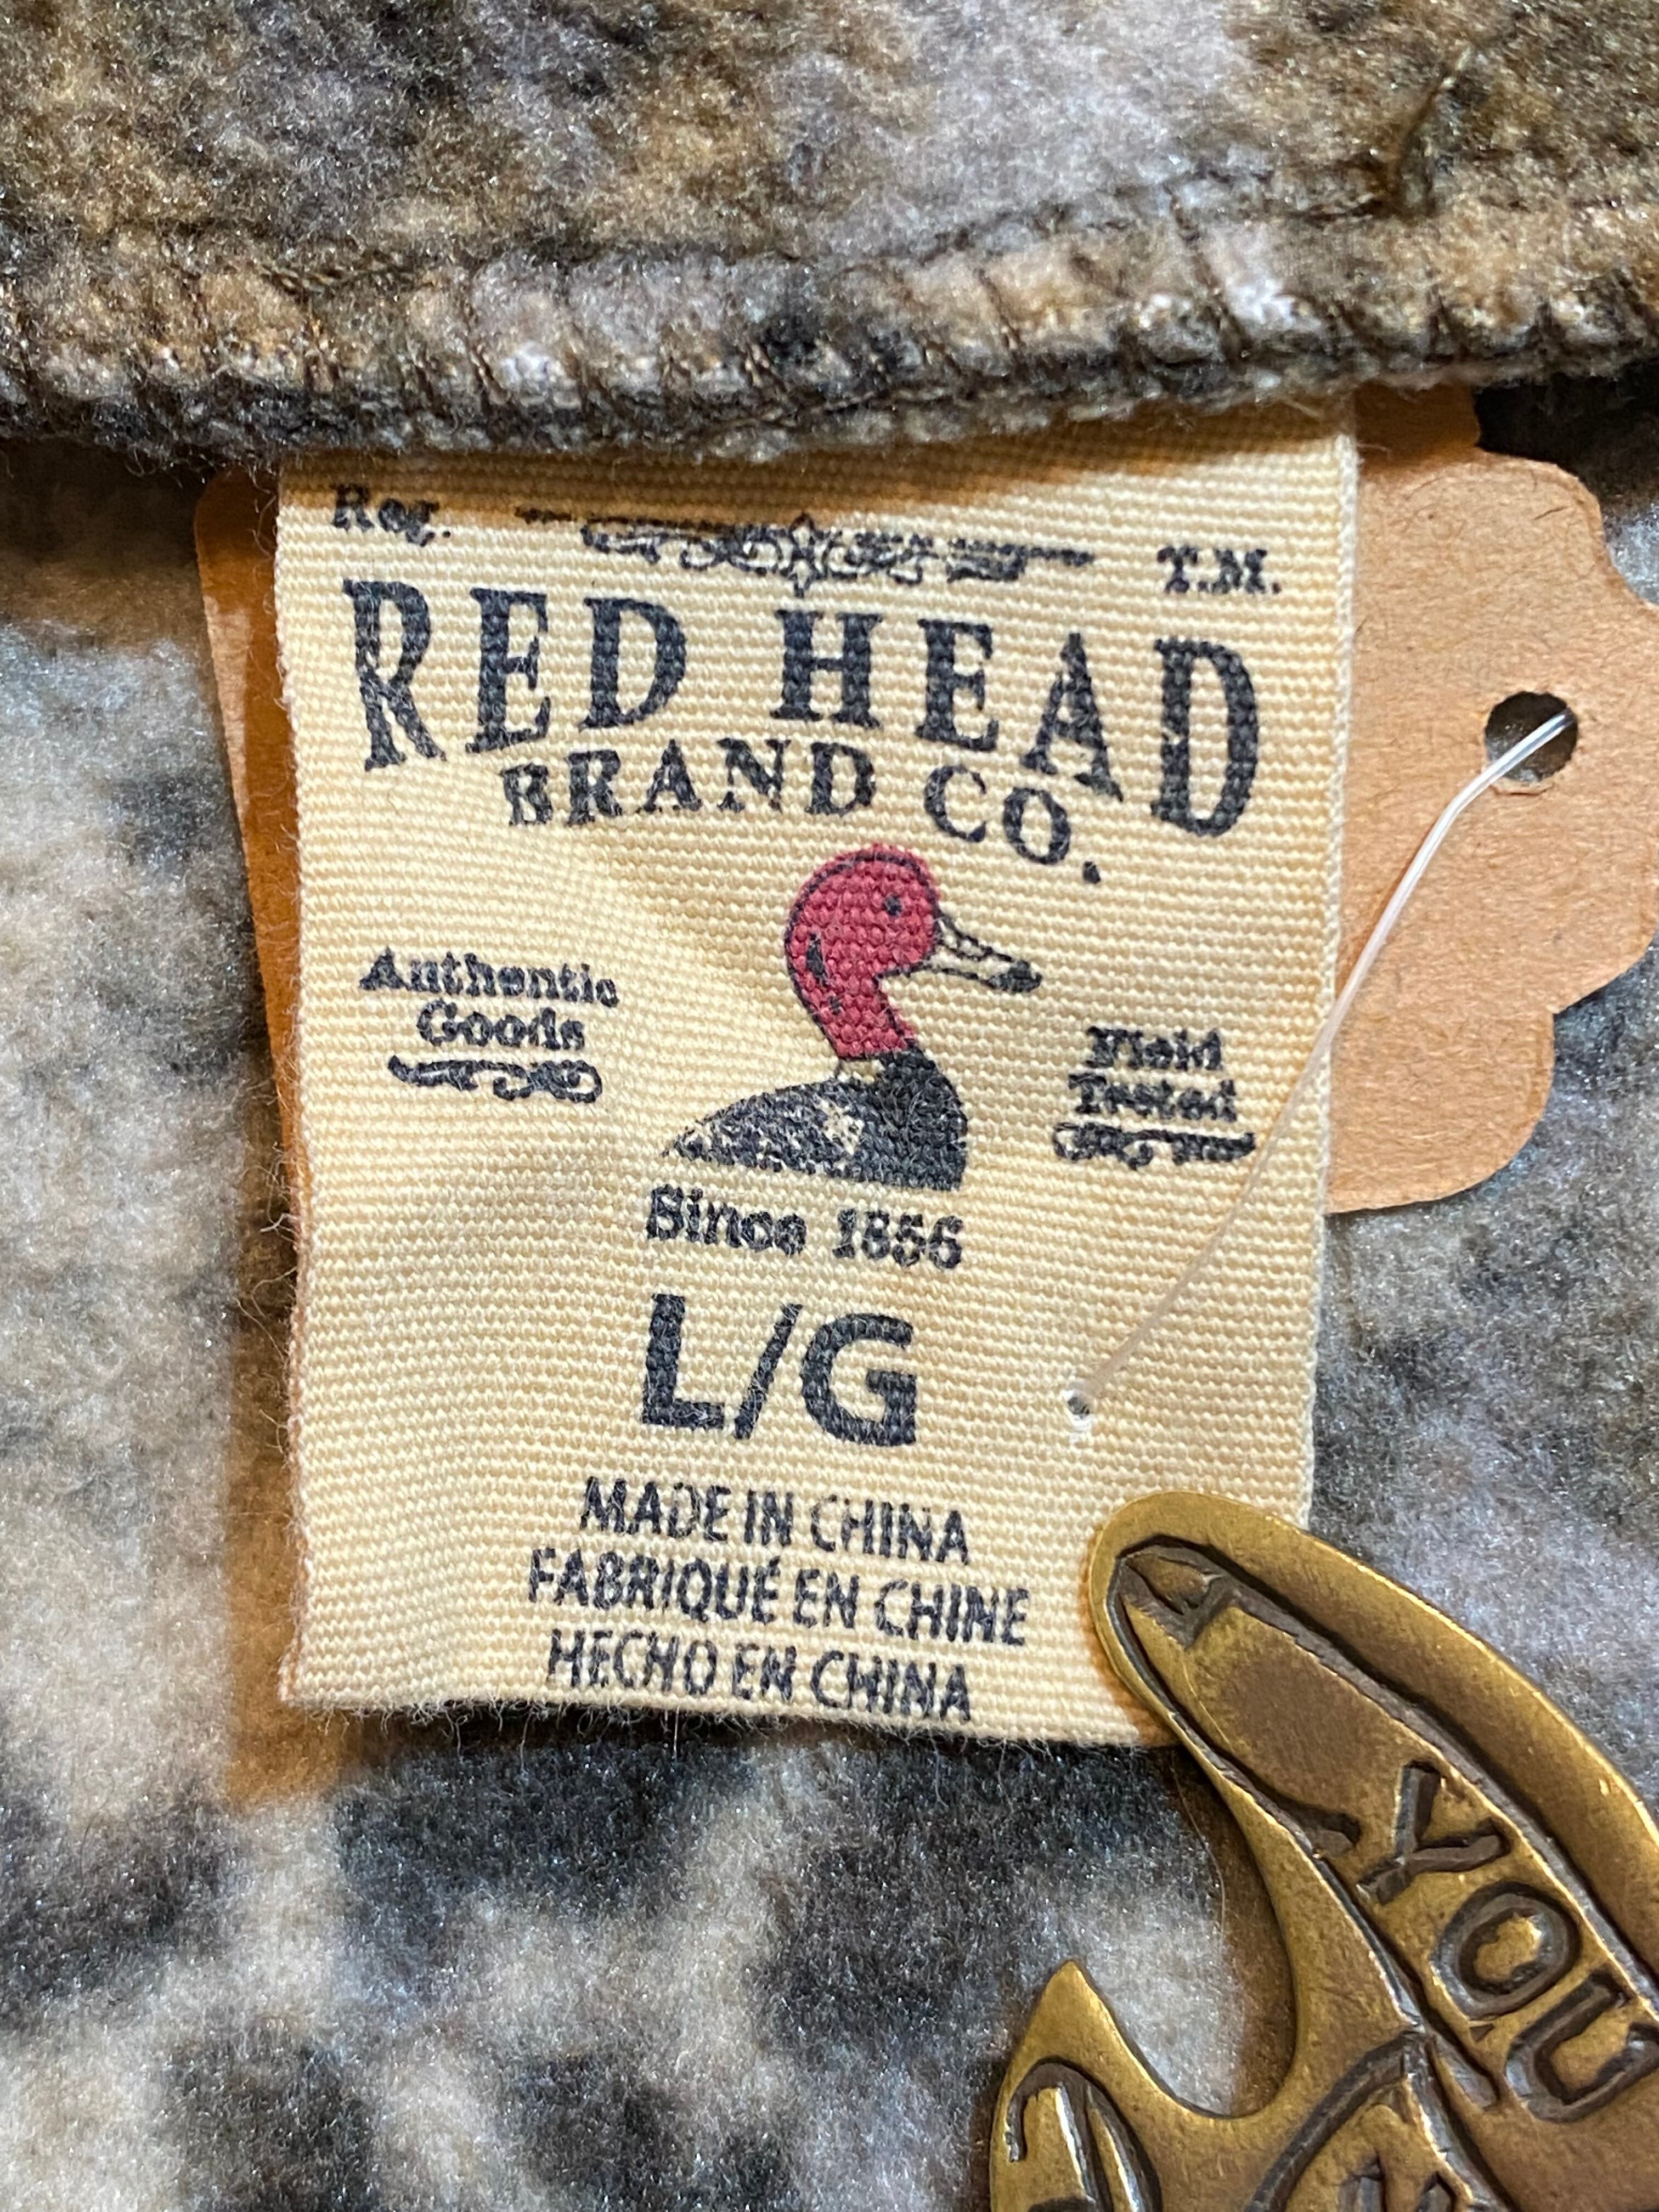 Reg. T.M.
RED HEAD
BRAND CO.
Authentic
Goods
Field
Tested
Since 1856
L/G
MADE IN CHINA
FABRIQUÉ EN CHINE
HECHO EN CHINA
YOU